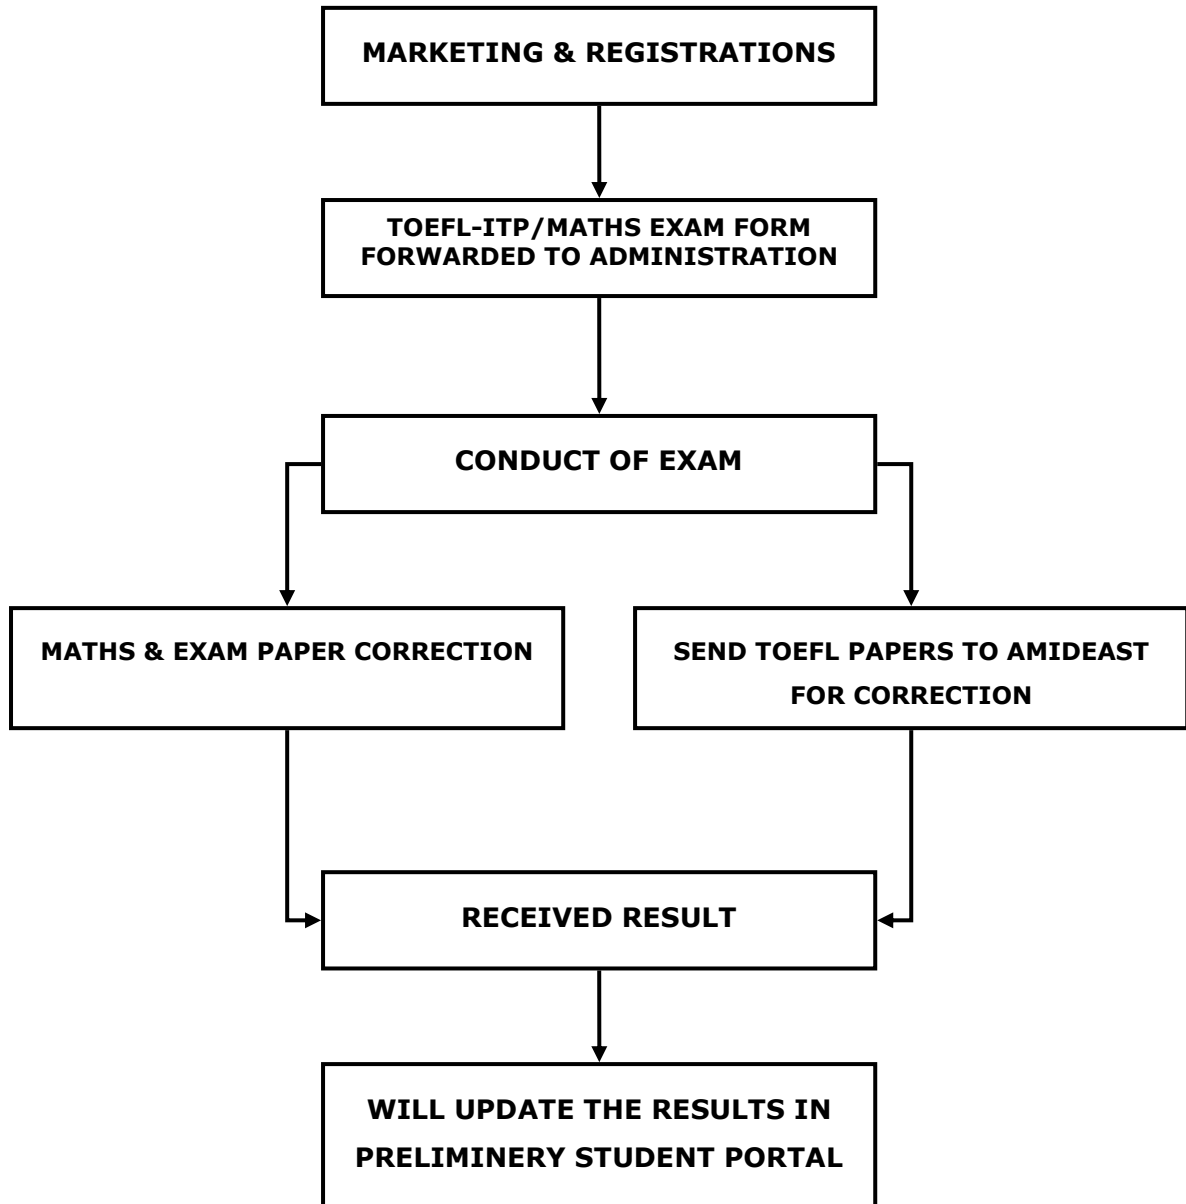 MARKETING & REGISTRATIONS
TOEFL-ITP/MATHS EXAM FORM
FORWARDED TO ADMINISTRATION
CONDUCT OF EXAM
MATHS & EXAM PAPER CORRECTION
SEND TOEFL PAPERS TO AMIDEAST
FOR CORRECTION
RECEIVED RESULT
WILL UPDATE THE RESULTS IN
PRELIMINERY STUDENT PORTAL